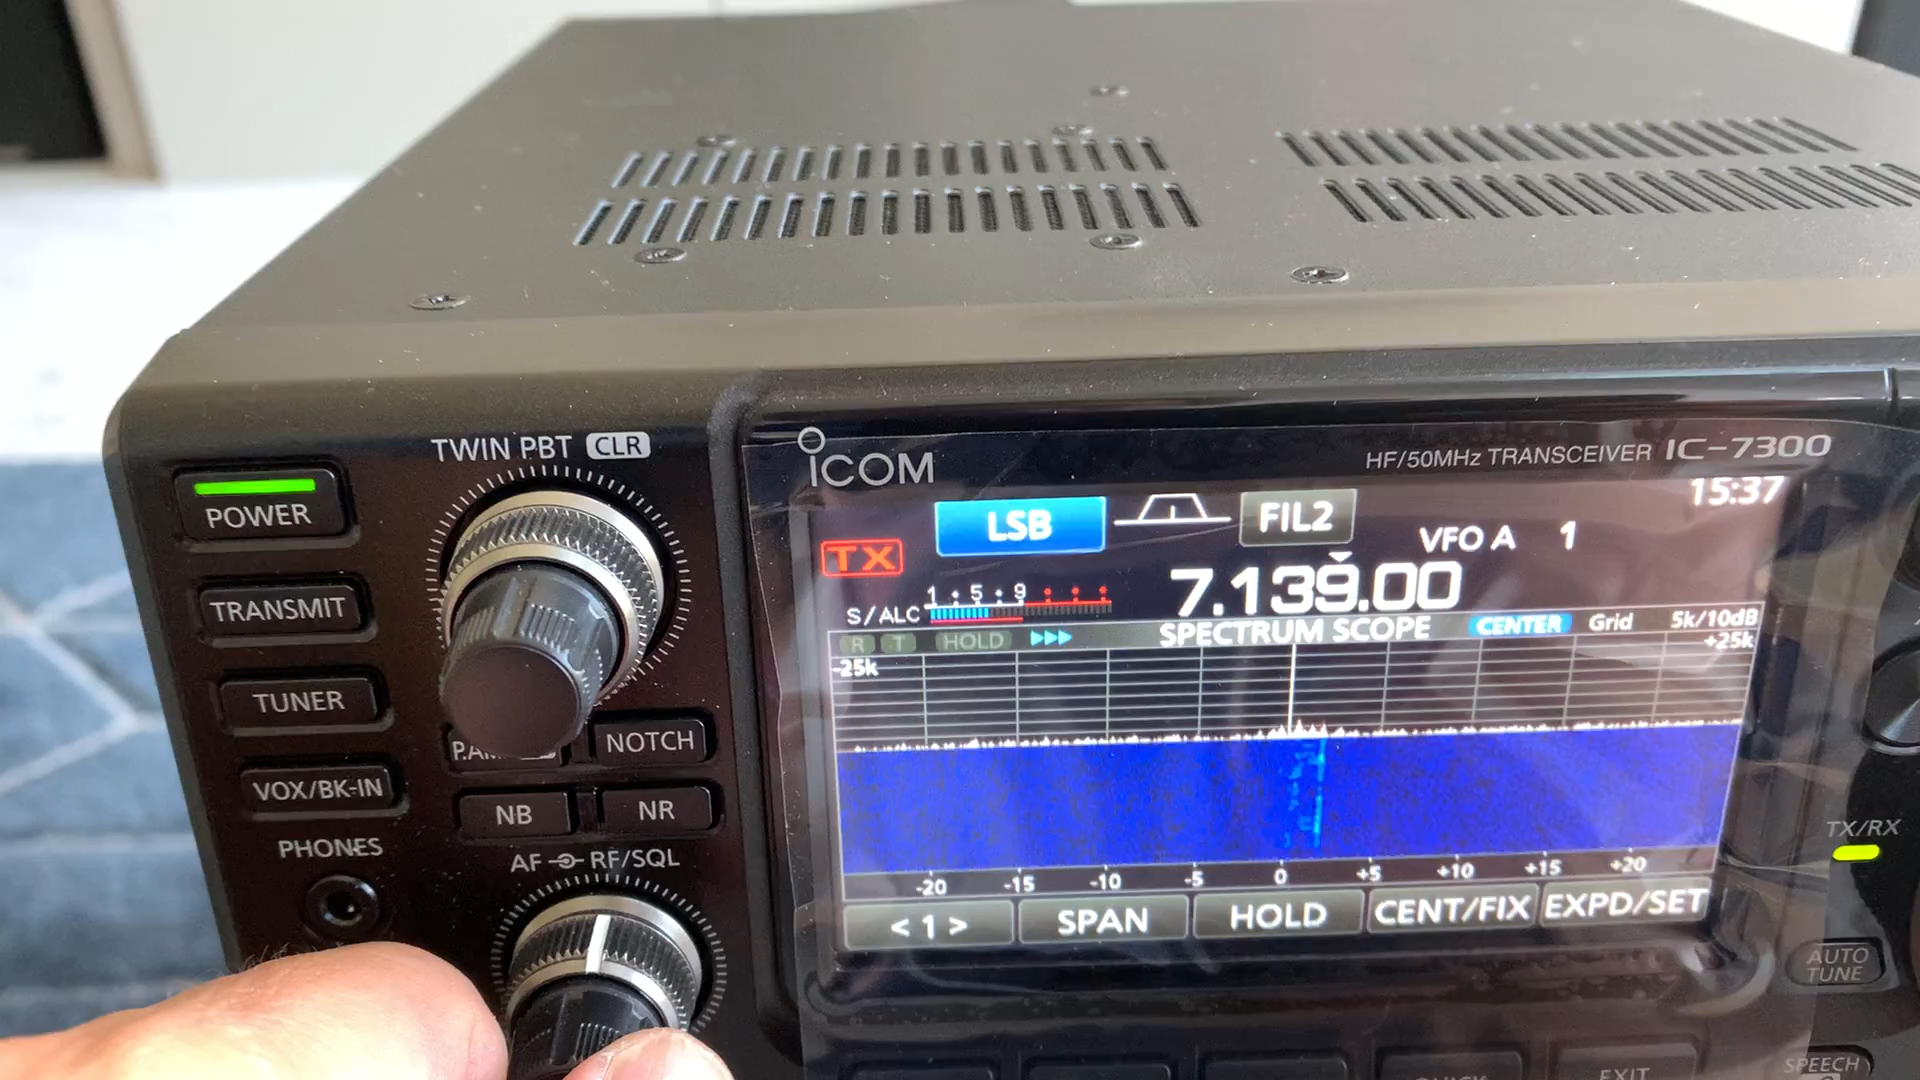 TWIN PBT CLR
POWER
TRANSMIT
TUNER
VOX/BK-IN
PHONES
NOTCH
NB
NR
AF RF/SQL
ICOM
HF/50MHz TRANSCEIVER IC-7300
15:37
LSB
FIL2
VFO A 1
TX
7.139.00
1 • 5 • 9
S/ALC
R T HOLD
SPECTRUM SCOPE CENTER Grid 5k/10dB
-25k
+25k
-20 -15 -10 -5 0 +5 +10 +15 +20
< 1 > SPAN HOLD CENT/FIX EXPD/SET
TX/RX
AUTO
TUNE
SPEECH
EXIT